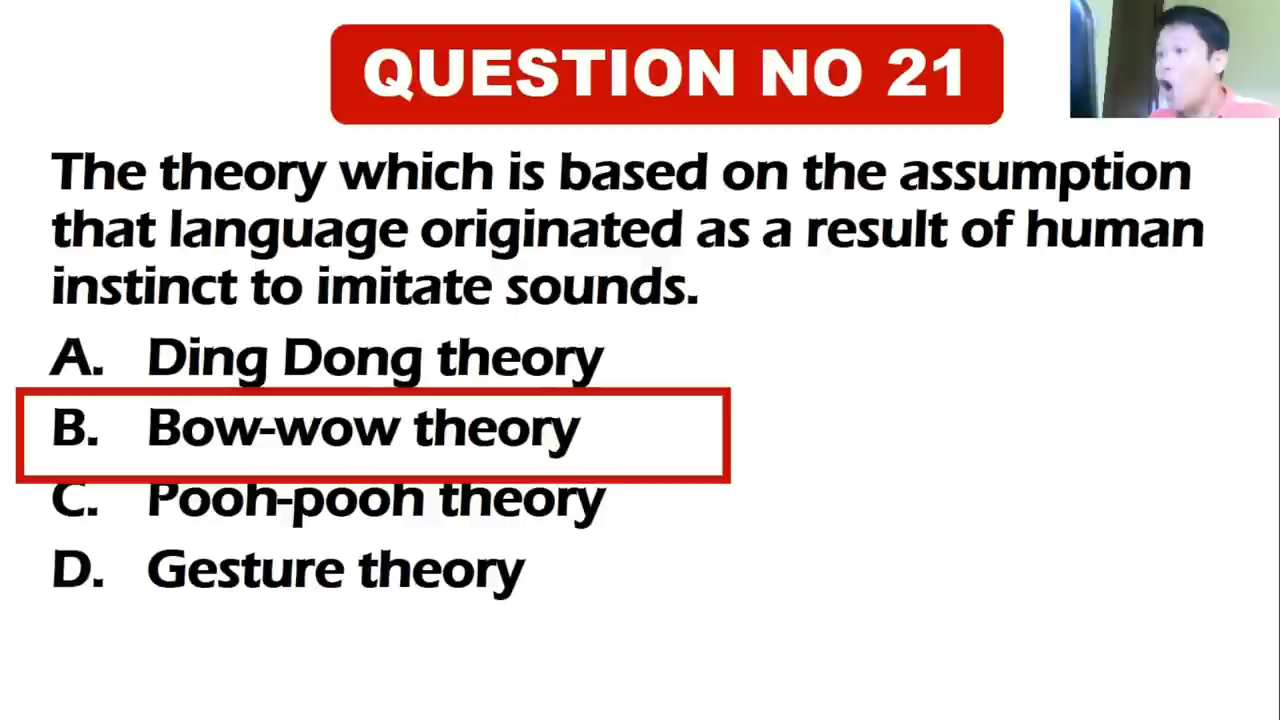 QUESTION NO 21
The theory which is based on the assumption
that language originated as a result of human
instinct to imitate sounds.
A. Ding Dong theory
B. Bow-wow theory
C. Pooh-pooh theory
D. Gesture theory